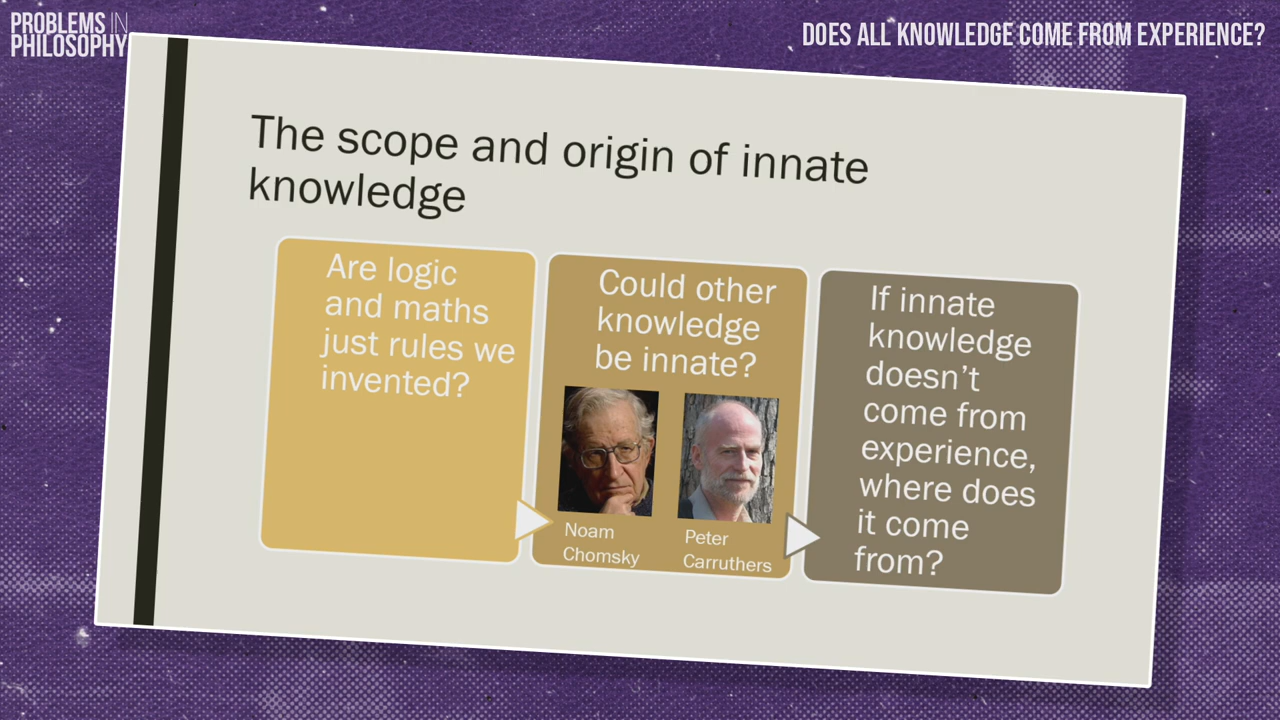 PROBLEMS IN
PHILOSOPHY
DOES ALL KNOWLEDGE COME FROM EXPERIENCE?
The scope and origin of innate
knowledge
Are logic
and maths
just rules we
invented?
Could other
knowledge
be innate?
Noam
Chomsky
Peter
Carruthers
If innate
knowledge
doesn't
come from
experience,
where does
it come
from?